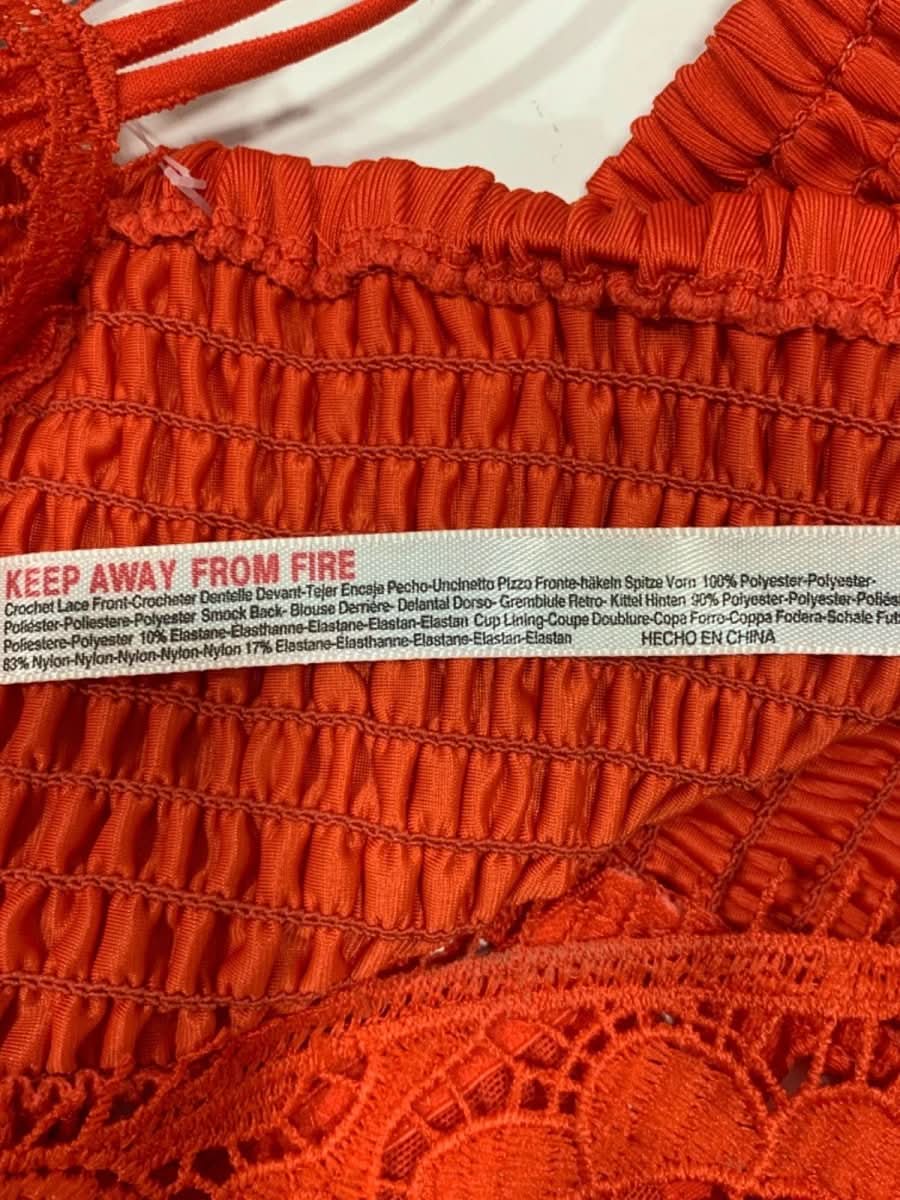 KEEP AWAY FROM FIRE
Crochet Lace Front-Crocheter Dentelle Devant-Tejer Encaje Pecho-Uncinetto Pizzo Fronte-häkeln Spitze Vorn 100% Polyester-Polyester-
Poliéster-Poliestere-Polyester Smock Back- Blouse Derrière- Delantal Dorso- Grembiule Retro- Kittel Hinten 90% Polyester-Polyester-Poliés
Poliestere-Polyester 10% Elastane-Elasthanne-Elastane-Elastan-Elastan Cup Lining-Coupe Doublure-Copa Forro-Coppa Fodera-Schale Fut
83% Nylon-Nylon-Nylon-Nylon-Nylon 17% Elastane-Elasthanne-Elastane-Elastan-Elastan HECHO EN CHINA